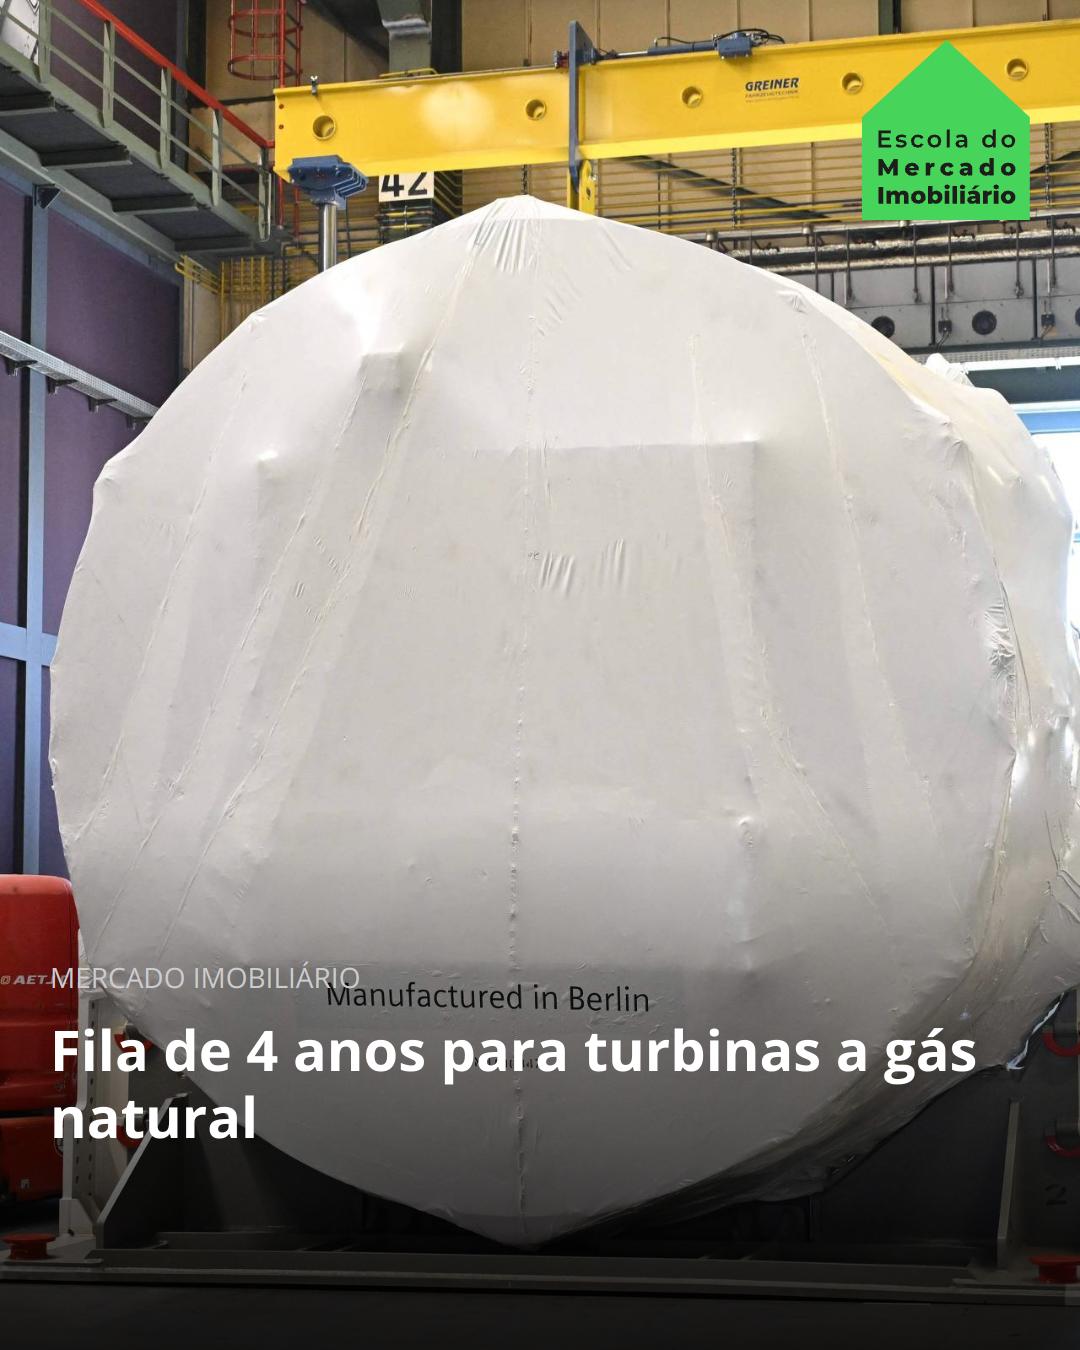 GREINER
42
Escola do
Mercado
Imobiliário
MERCADO IMOBILIÁRIO
Manufactured in Berlin
Fila de 4 anos para turbinas a gás
natural
2